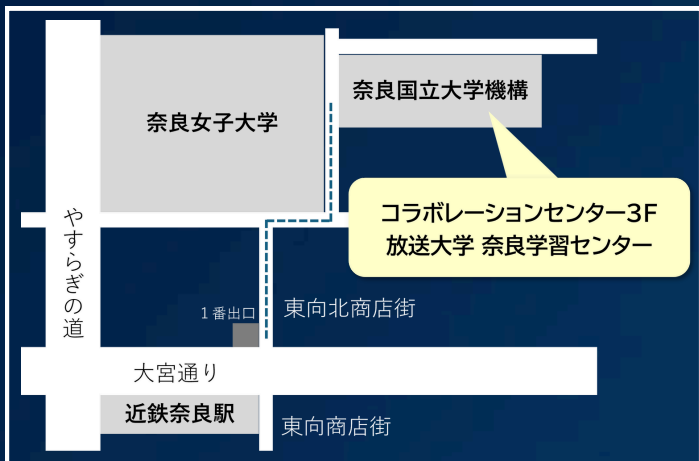 奈良女子大学
奈良国立大学機構
コラボレーションセンター3F
放送大学 奈良学習センター
やすらぎの道
1番出口
東向北商店街
大宮通り
近鉄奈良駅
東向商店街